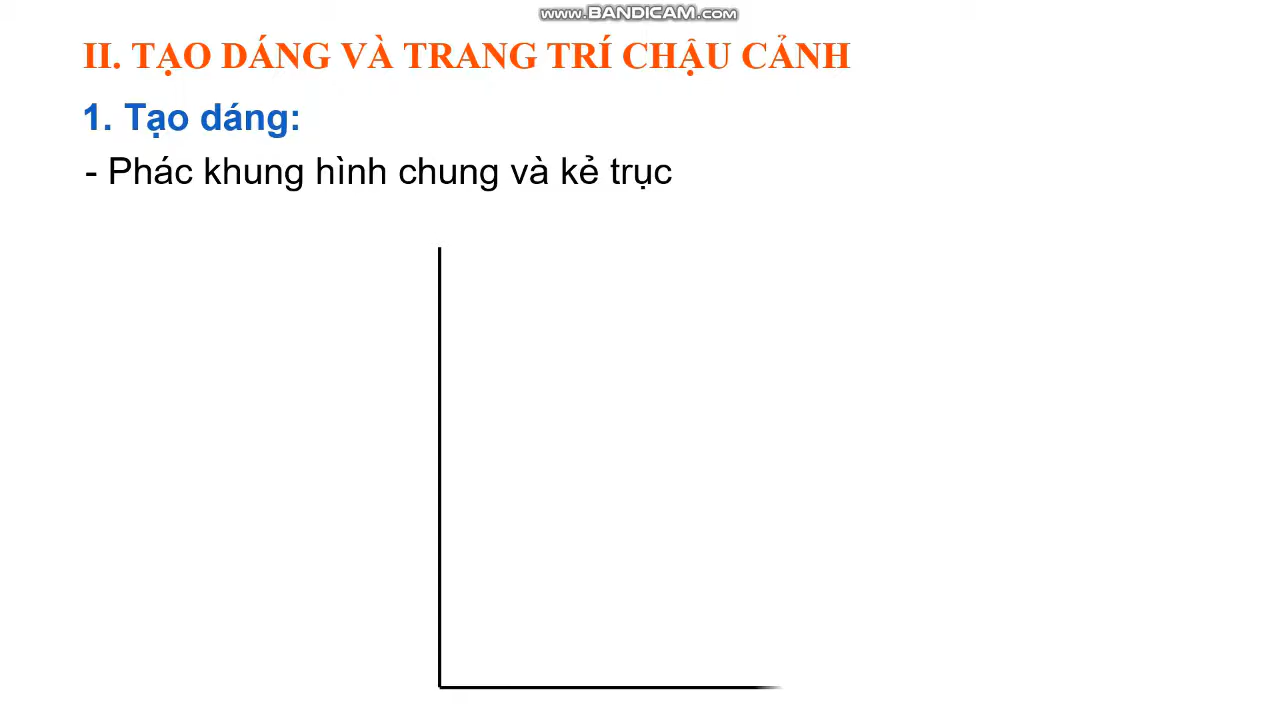 www.BANDICAM.com
II. TẠO DÁNG VÀ TRANG TRÍ CHẬU CẢNH
1. Tạo dáng:
- Phác khung hình chung và kẻ trục